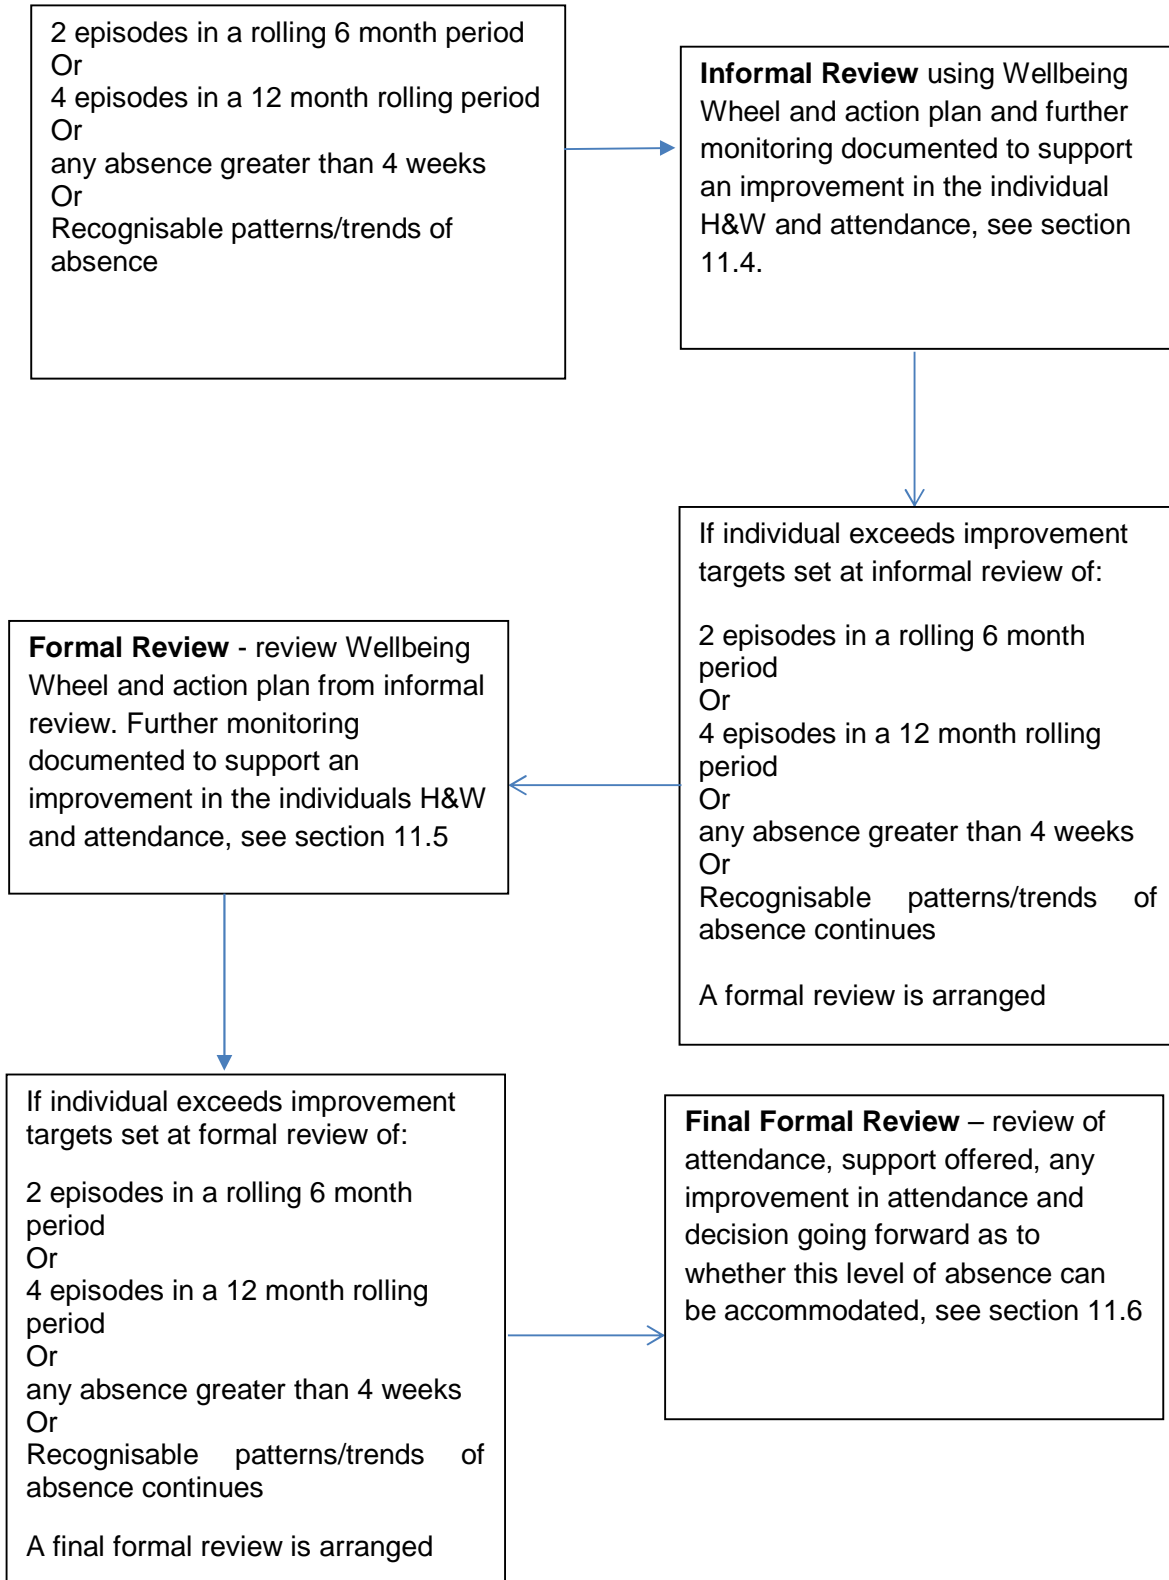 2 episodes in a rolling 6 month period
Or
4 episodes in a 12 month rolling period
Or
any absence greater than 4 weeks
Or
Recognisable patterns/trends of
absence
Informal Review using Wellbeing
Wheel and action plan and further
monitoring documented to support
an improvement in the individual
H&W and attendance, see section
11.4.
If individual exceeds improvement
targets set at informal review of:
2 episodes in a rolling 6 month
period
Or
4 episodes in a 12 month rolling
period
Or
any absence greater than 4 weeks
Or
Recognisable patterns/trends of
absence continues
A formal review is arranged
Formal Review - review Wellbeing
Wheel and action plan from informal
review. Further monitoring
documented to support an
improvement in the individuals H&W
and attendance, see section 11.5
If individual exceeds improvement
targets set at formal review of:
2 episodes in a rolling 6 month
period
Or
4 episodes in a 12 month rolling
period
Or
any absence greater than 4 weeks
Or
Recognisable patterns/trends of
absence continues
A final formal review is arranged
Final Formal Review – review of
attendance, support offered, any
improvement in attendance and
decision going forward as to
whether this level of absence can
be accommodated, see section 11.6